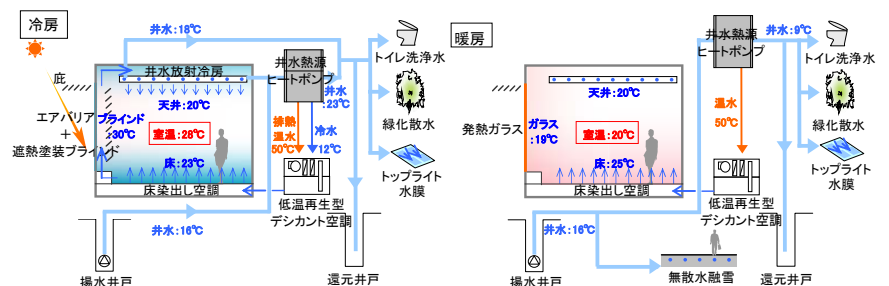 冷房
井水:18℃
トイレ洗浄水
井水熱源
ヒートポンプ
井水放射冷房
井水
:23℃
庇
天井:20℃
エアバリア
+
遮熱塗装ブラインド
ブラインド
:30℃
室温:28℃
排熱
温水
50℃
冷水
12℃
緑化散水
床:23℃
トップライト
水膜
床染出し空調
低温再生型
デシカント空調
井水:16℃
揚水井戸
還元井戸
暖房
井水熱源
ヒートポンプ
井水:9℃
トイレ洗浄水
天井:20℃
温水
50℃
発熱ガラス
ガラス
:19℃
室温:20℃
緑化散水
床:25℃
トップライト
水膜
床染出し空調
低温再生型
デシカント空調
井水:16℃
揚水井戸
無散水融雪
還元井戸